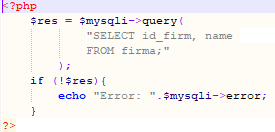 <?php
$res = $mysqli->query(
"SELECT id_firm, name
FROM firma;"
);
if (!$res){
echo "Error: ".$mysqli->error;
}
?>